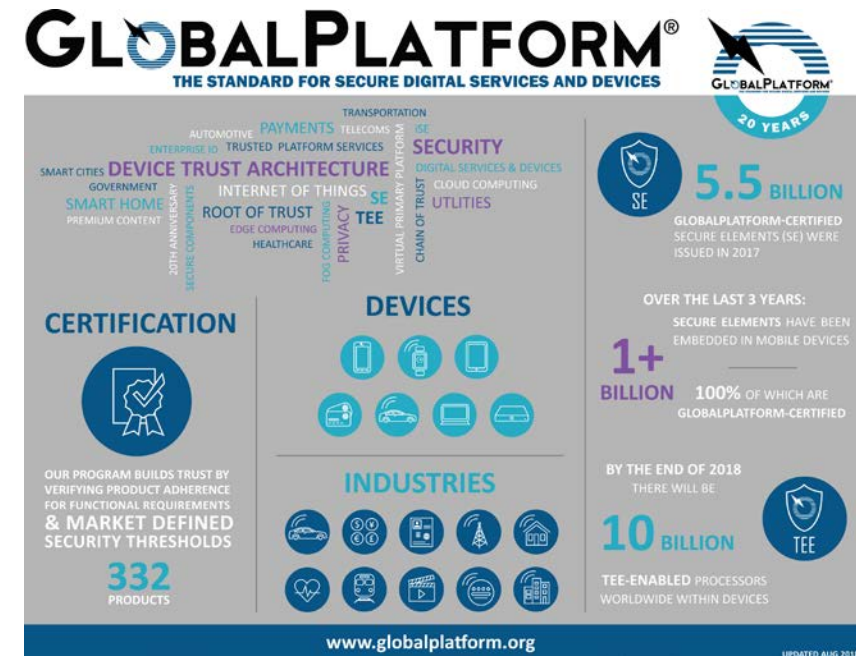 GLOBALPLATFORM®
THE STANDARD FOR SECURE DIGITAL SERVICES AND DEVICES
GLOBALPLATFORM®
20 YEARS
TRANSPORTATION
AUTOMOTIVE PAYMENTS TELECOMS iSE
ENTERPRISE ID TRUSTED PLATFORM SERVICES SECURITY
SMART CITIES DEVICE TRUST ARCHITECTURE DIGITAL SERVICES & DEVICES
GOVERNMENT INTERNET OF THINGS SE CLOUD COMPUTING
SMART HOME ROOT OF TRUST TEE UTLITIES
PREMIUM CONTENT EDGE COMPUTING
HEALTHCARE
20TH ANNIVERSARY
SECURE COMPONENTS
FOG COMPUTING
PRIVACY
VIRTUAL PRIMARY PLATFORM
CHAIN OF TRUST
CERTIFICATION
OUR PROGRAM BUILDS TRUST BY
VERIFYING PRODUCT ADHERENCE
FOR FUNCTIONAL REQUIREMENTS
& MARKET DEFINED
SECURITY THRESHOLDS
332
PRODUCTS
DEVICES
INDUSTRIES
$ ¥
€ £
SE
5.5 BILLION
GLOBALPLATFORM-CERTIFIED
SECURE ELEMENTS (SE) WERE
ISSUED IN 2017
OVER THE LAST 3 YEARS:
1+
BILLION
SECURE ELEMENTS HAVE BEEN
EMBEDDED IN MOBILE DEVICES
100% OF WHICH ARE
GLOBALPLATFORM-CERTIFIED
BY THE END OF 2018
THERE WILL BE
10 BILLION
TEE
TEE-ENABLED PROCESSORS
WORLDWIDE WITHIN DEVICES
www.globalplatform.org
UPDATED AUG